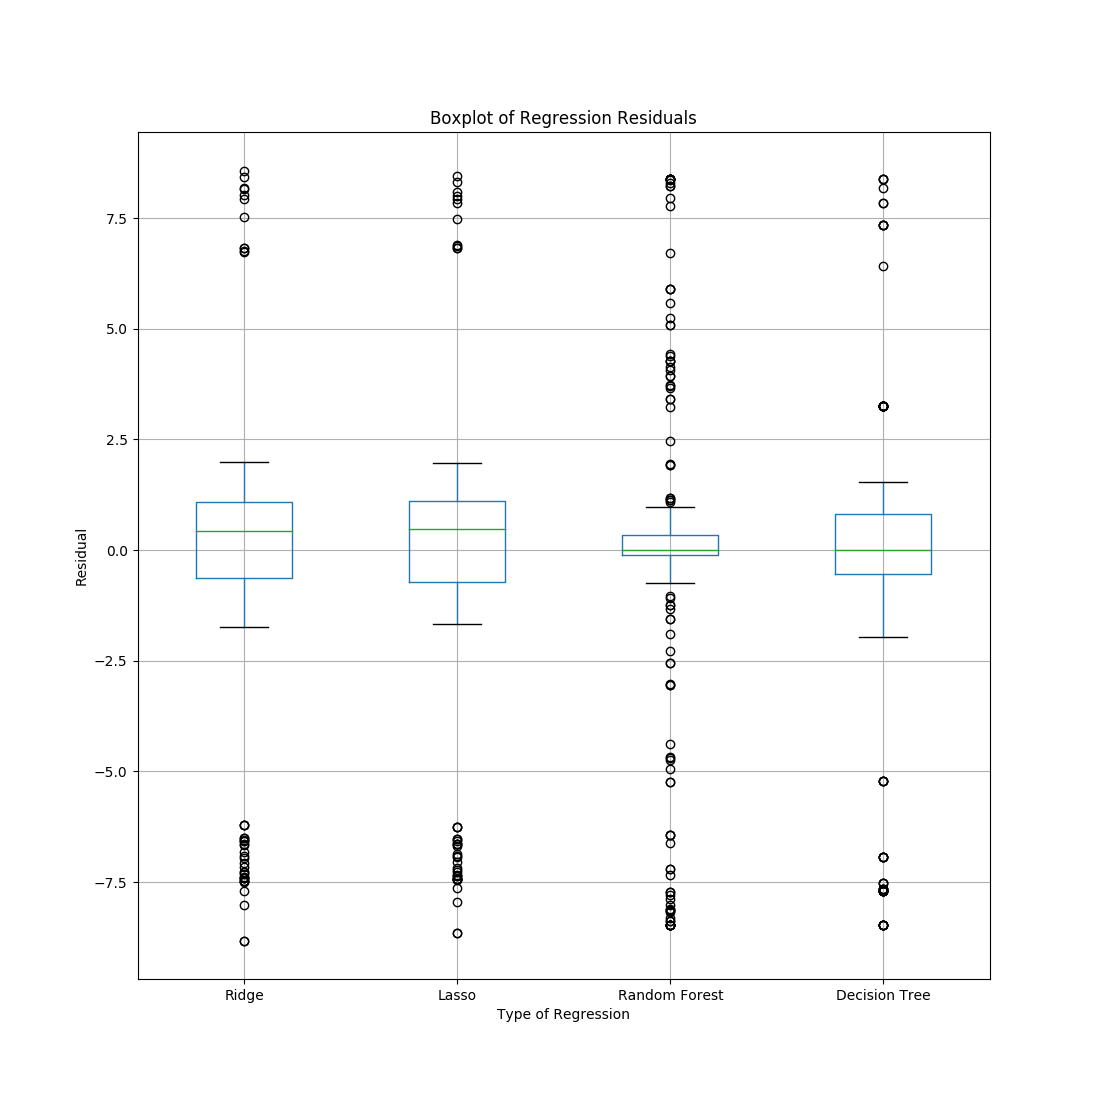 Boxplot of Regression Residuals
7.5
5.0
2.5
0.0
−2.5
−5.0
−7.5
Residual
Ridge Lasso Random Forest Decision Tree
Type of Regression